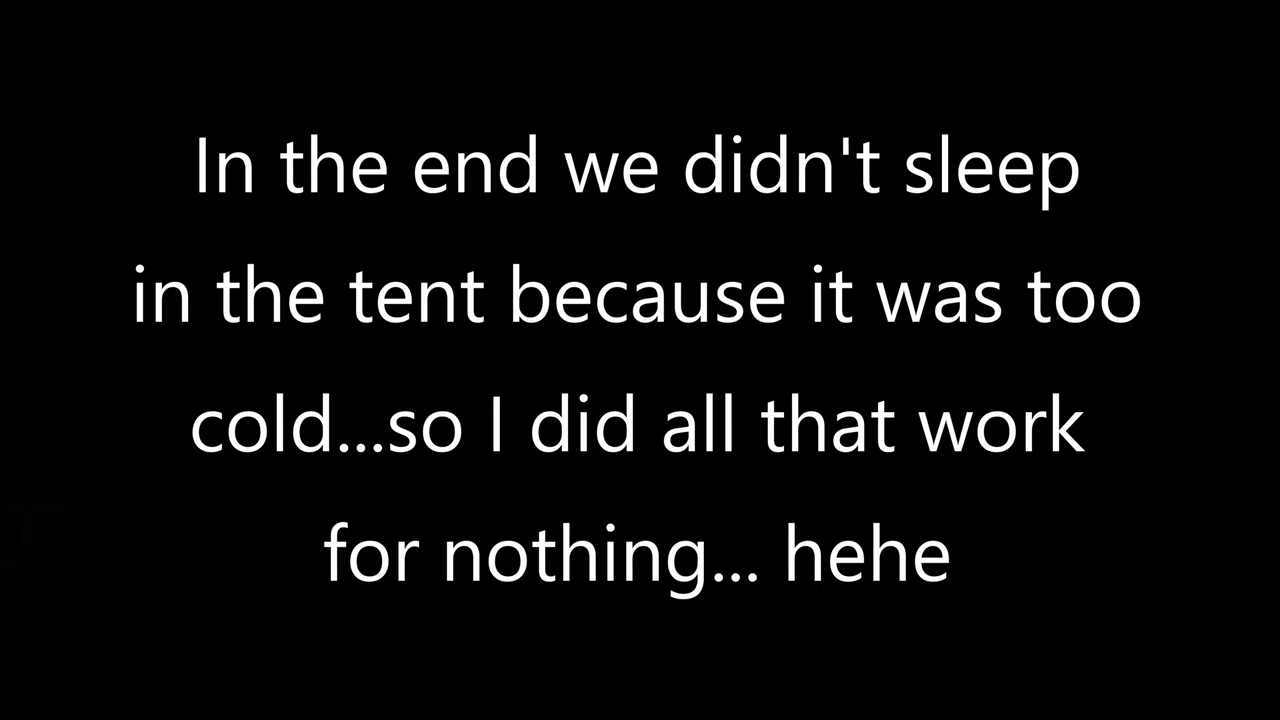 In the end we didn't sleep
in the tent because it was too
cold...so I did all that work
for nothing... hehe